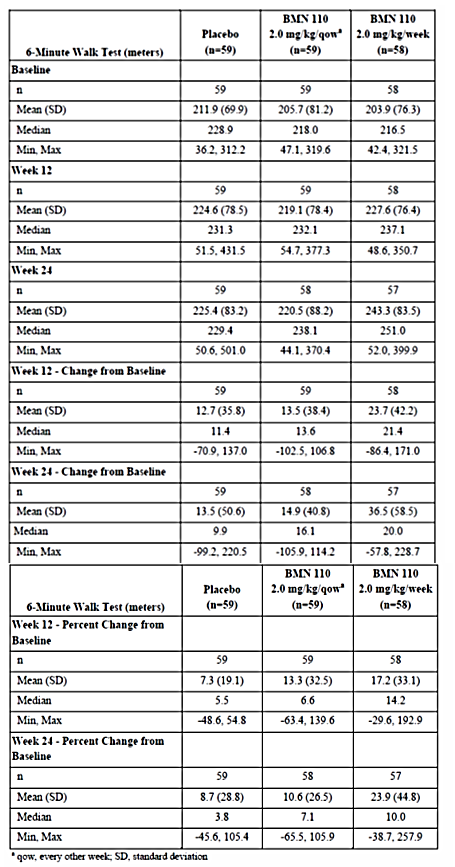 6-Minute Walk Test (meters) Placebo (n=59) BMN 110 2.0 mg/kg/qowᵃ (n=59) BMN 110 2.0 mg/kg/week (n=58)
Baseline
n 59 59 58
Mean (SD) 211.9 (69.9) 205.7 (81.2) 203.9 (76.3)
Median 228.9 218.0 216.5
Min, Max 36.2, 312.2 47.1, 319.6 42.4, 321.5
Week 12
n 59 59 58
Mean (SD) 224.6 (78.5) 219.1 (78.4) 227.6 (76.4)
Median 231.3 232.1 237.1
Min, Max 51.5, 431.5 54.7, 377.3 48.6, 350.7
Week 24
n 59 58 57
Mean (SD) 225.4 (83.2) 220.5 (88.2) 243.3 (83.5)
Median 229.4 238.1 251.0
Min, Max 50.6, 501.0 44.1, 370.4 52.0, 399.9
Week 12 - Change from Baseline
n 59 59 58
Mean (SD) 12.7 (35.8) 13.5 (38.4) 23.7 (42.2)
Median 11.4 13.6 21.4
Min, Max -70.9, 137.0 -102.5, 106.8 -86.4, 171.0
Week 24 - Change from Baseline
n 59 58 57
Mean (SD) 13.5 (50.6) 14.9 (40.8) 36.5 (58.5)
Median 9.9 16.1 20.0
Min, Max -99.2, 220.5 -105.9, 114.2 -57.8, 228.7
6-Minute Walk Test (meters) Placebo (n=59) BMN 110 2.0 mg/kg/qowᵃ (n=59) BMN 110 2.0 mg/kg/week (n=58)
Week 12 - Percent Change from
Baseline
n 59 59 58
Mean (SD) 7.3 (19.1) 13.3 (32.5) 17.2 (33.1)
Median 5.5 6.6 14.2
Min, Max -48.6, 54.8 -63.4, 139.6 -29.6, 192.9
Week 24 - Percent Change from
Baseline
n 59 58 57
Mean (SD) 8.7 (28.8) 10.6 (26.5) 23.9 (44.8)
Median 3.8 7.1 10.0
Min, Max -45.6, 105.4 -65.5, 105.9 -38.7, 257.9
ᵃ qow, every other week; SD, standard deviation